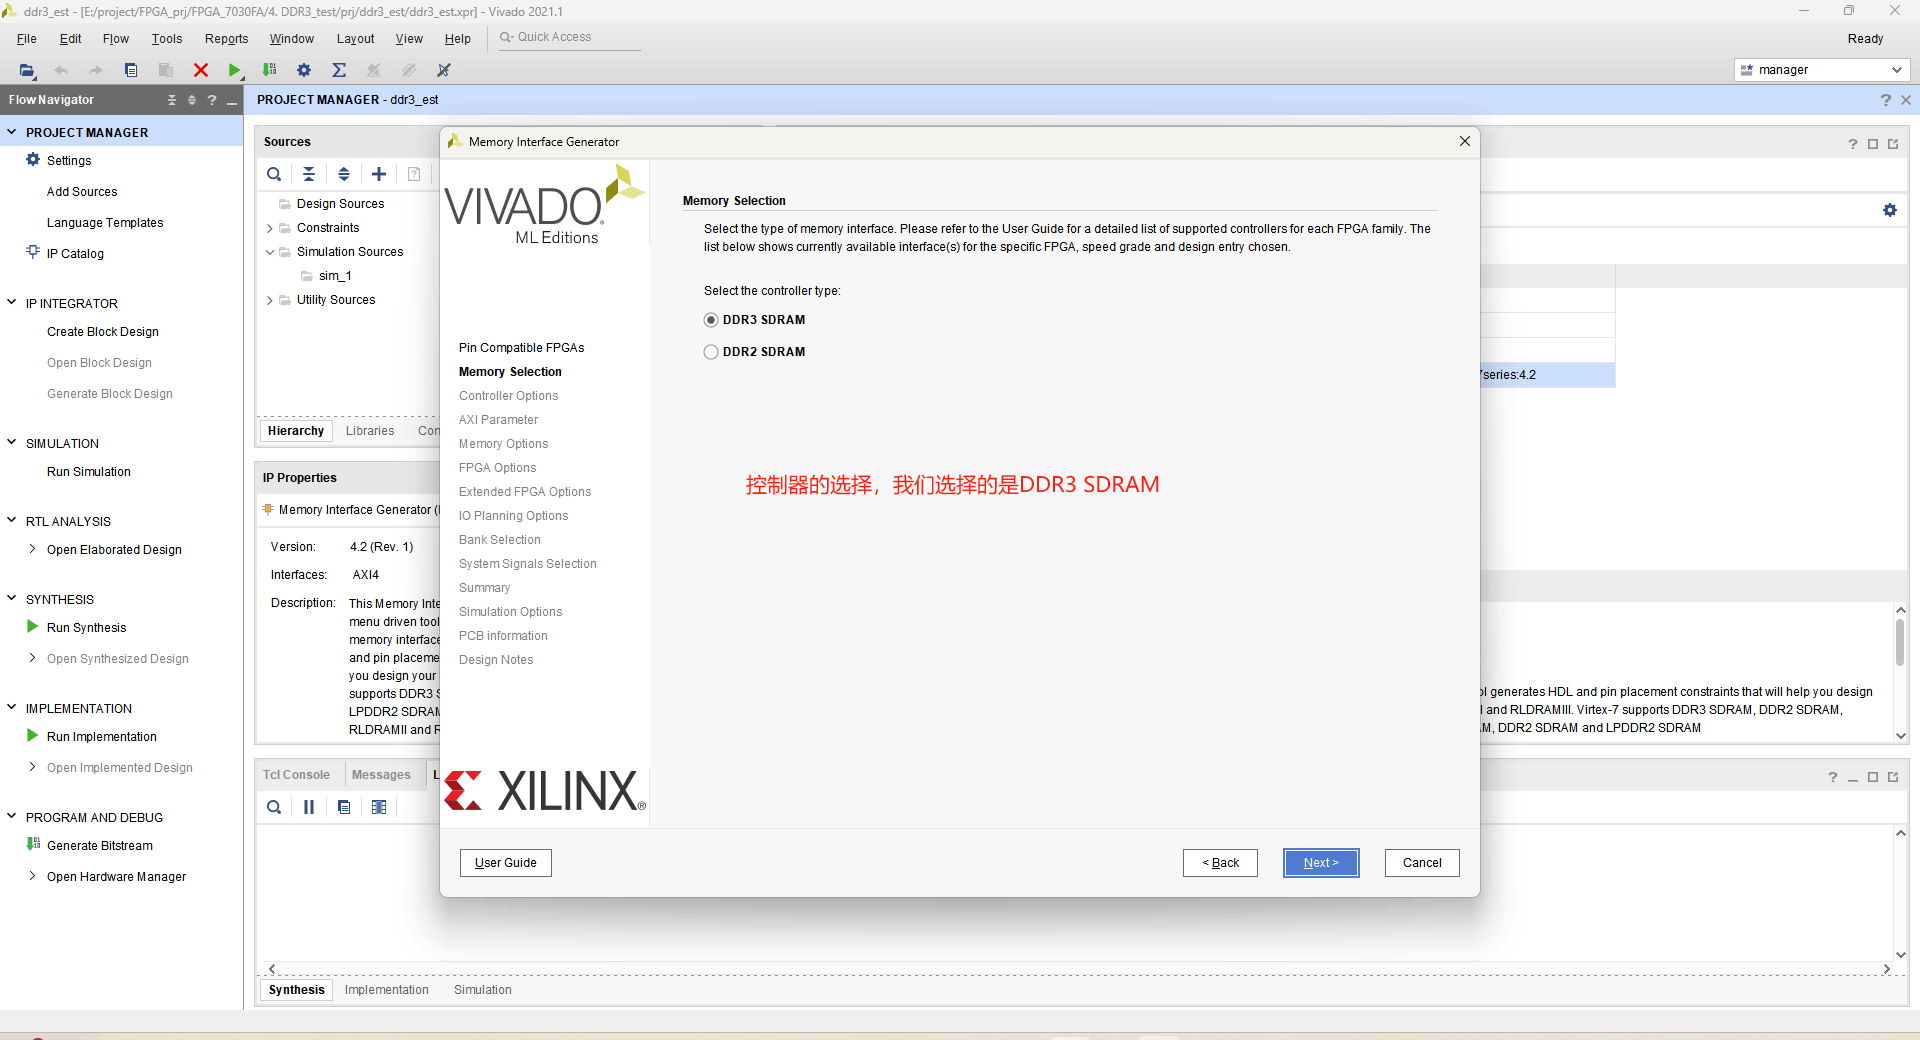 ddr3_est - [E:/project/FPGA_prj/FPGA_7030FA/4. DDR3_test/prj/ddr3_est/ddr3_est.xpr] - Vivado 2021.1
File Edit Flow Tools Reports Window Layout View Help Quick Access
Ready
manager
Flow Navigator
PROJECT MANAGER
Settings
Add Sources
Language Templates
IP Catalog
IP INTEGRATOR
Create Block Design
Open Block Design
Generate Block Design
SIMULATION
Run Simulation
RTL ANALYSIS
Open Elaborated Design
SYNTHESIS
Run Synthesis
Open Synthesized Design
IMPLEMENTATION
Run Implementation
Open Implemented Design
PROGRAM AND DEBUG
Generate Bitstream
Open Hardware Manager
PROJECT MANAGER - ddr3_est
Sources
Design Sources
Constraints
Simulation Sources
sim_1
Utility Sources
Hierarchy Libraries Con
IP Properties
Memory Interface Generator (
Version: 4.2 (Rev. 1)
Interfaces: AXI4
Description: This Memory Inte
menu driven tool
memory interface
and pin placeme
you design your
supports DDR3 S
LPDDR2 SDRAM
RLDRAMII and R
Memory Interface Generator
VIVADO
ML Editions
Pin Compatible FPGAs
Memory Selection
Controller Options
AXI Parameter
Memory Options
FPGA Options
Extended FPGA Options
IO Planning Options
Bank Selection
System Signals Selection
Summary
Simulation Options
PCB information
Design Notes
XILINX
Memory Selection
Select the type of memory interface. Please refer to the User Guide for a detailed list of supported controllers for each FPGA family. The
list below shows currently available interface(s) for the specific FPGA, speed grade and design entry chosen.
Select the controller type:
DDR3 SDRAM
DDR2 SDRAM
控制器的选择，我们选择的是DDR3 SDRAM
User Guide < Back Next > Cancel
series:4.2
generates HDL and pin placement constraints that will help you design
and RLDRAMIII. Virtex-7 supports DDR3 SDRAM, DDR2 SDRAM,
M, DDR2 SDRAM and LPDDR2 SDRAM
Tcl Console Messages L
Synthesis Implementation Simulation